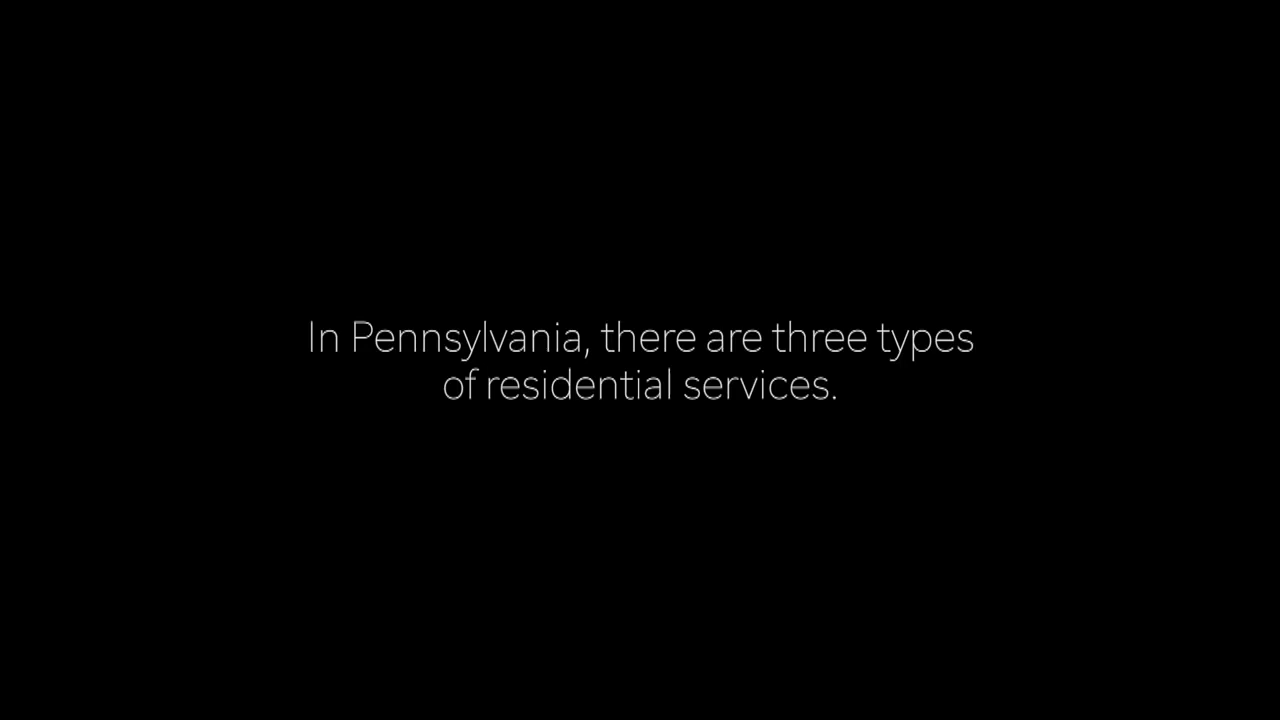 In Pennsylvania, there are three types
of residential services.